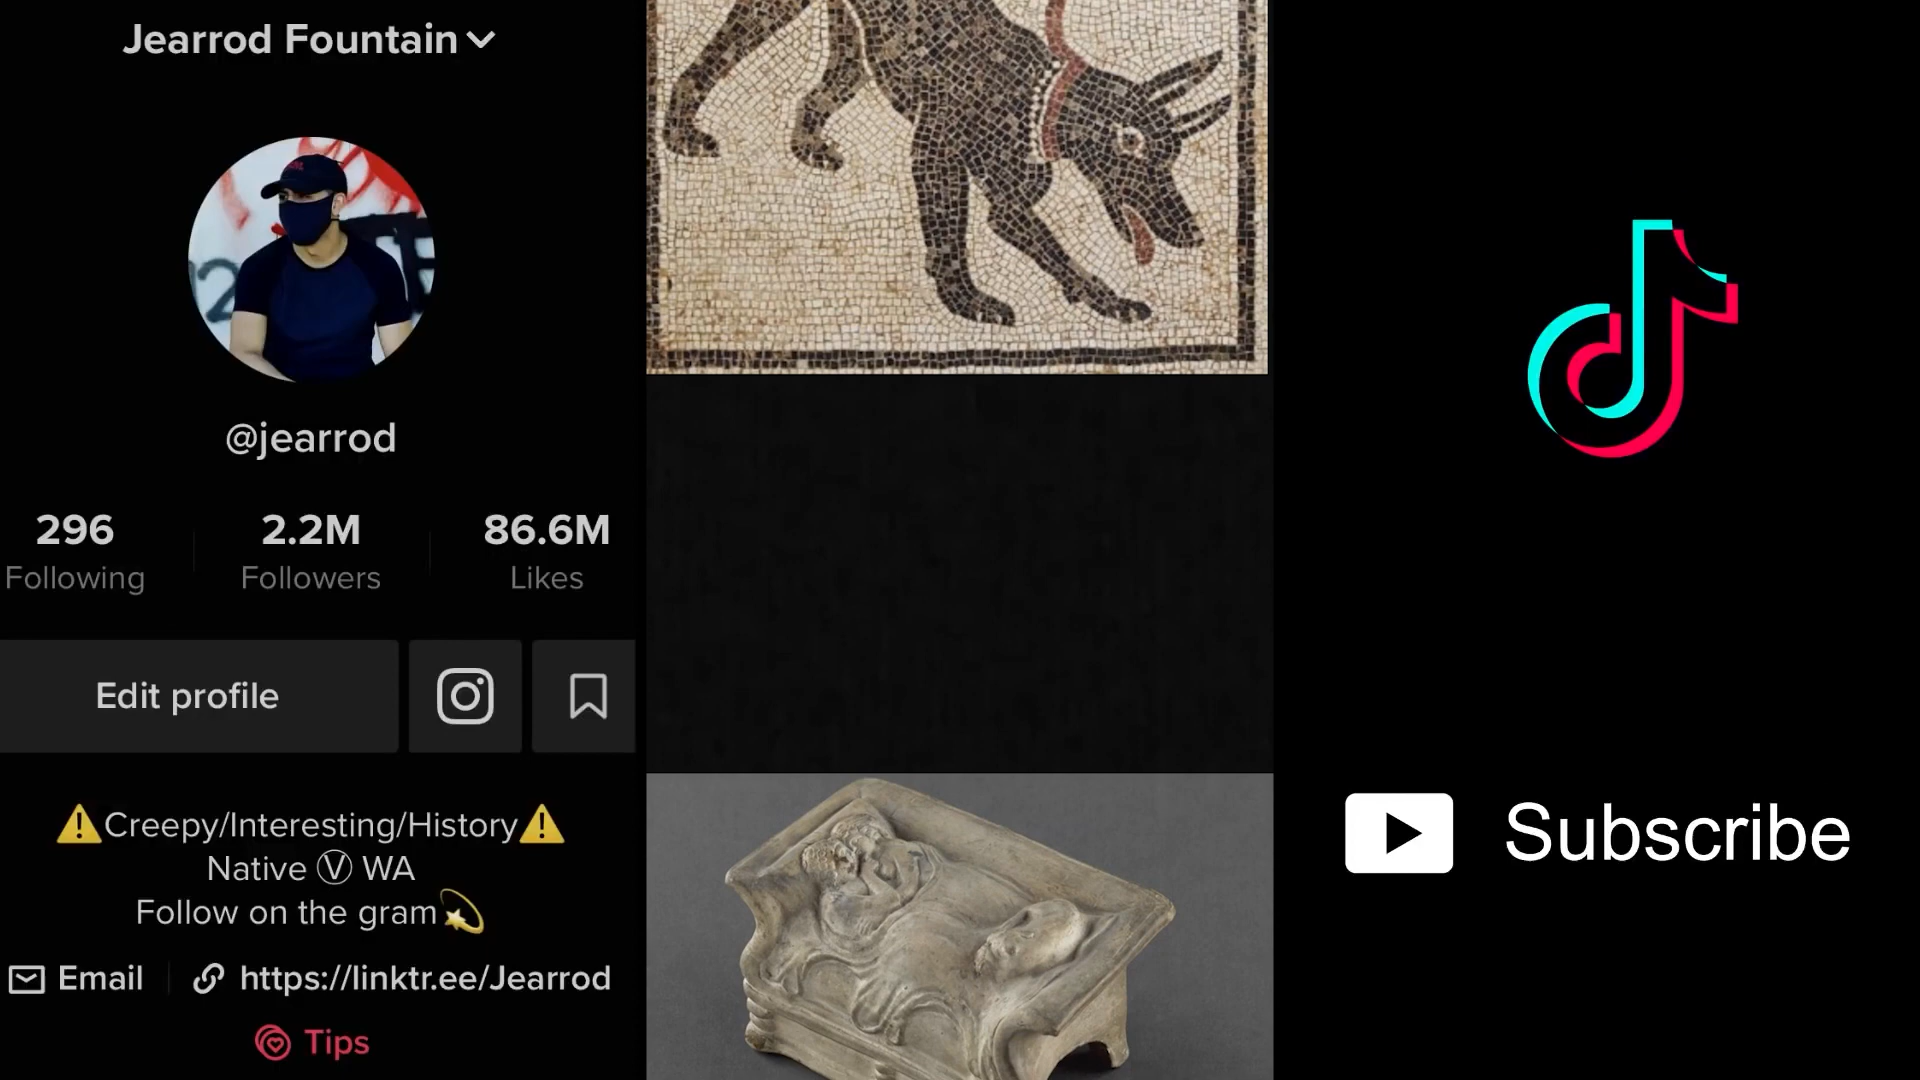 Jearrod Fountain
@jearrod
296 2.2M 86.6M
Following Followers Likes
Edit profile
⚠️Creepy/Interesting/History⚠️
Native Ⓥ WA
Follow on the gram💫
Email https://linktr.ee/Jearrod
Tips
Subscribe